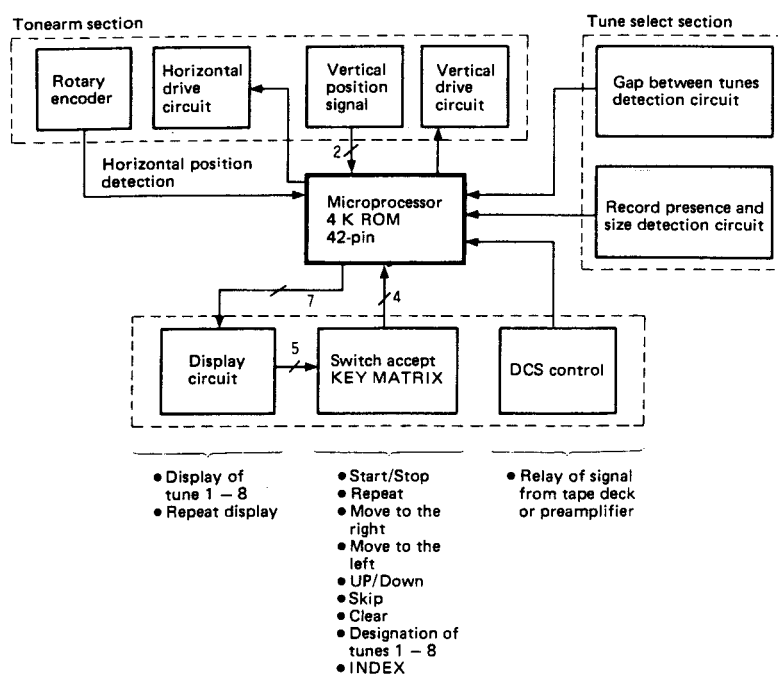 Tonearm section
Tune select section
Rotary
encoder
Horizontal
drive
circuit
Vertical
position
signal
Vertical
drive
circuit
Gap between tunes
detection circuit
2
Horizontal position
detection
Microprocessor
4 K ROM
42-pin
Record presence and
size detection circuit
7
4
Display
circuit
5
Switch accept
KEY MATRIX
DCS control
• Display of
tune 1 – 8
• Repeat display
• Start/Stop
• Repeat
• Move to the
right
• Move to the
left
• UP/Down
• Skip
• Clear
• Designation of
tunes 1 – 8
• INDEX
• Relay of signal
from tape deck
or preamplifier